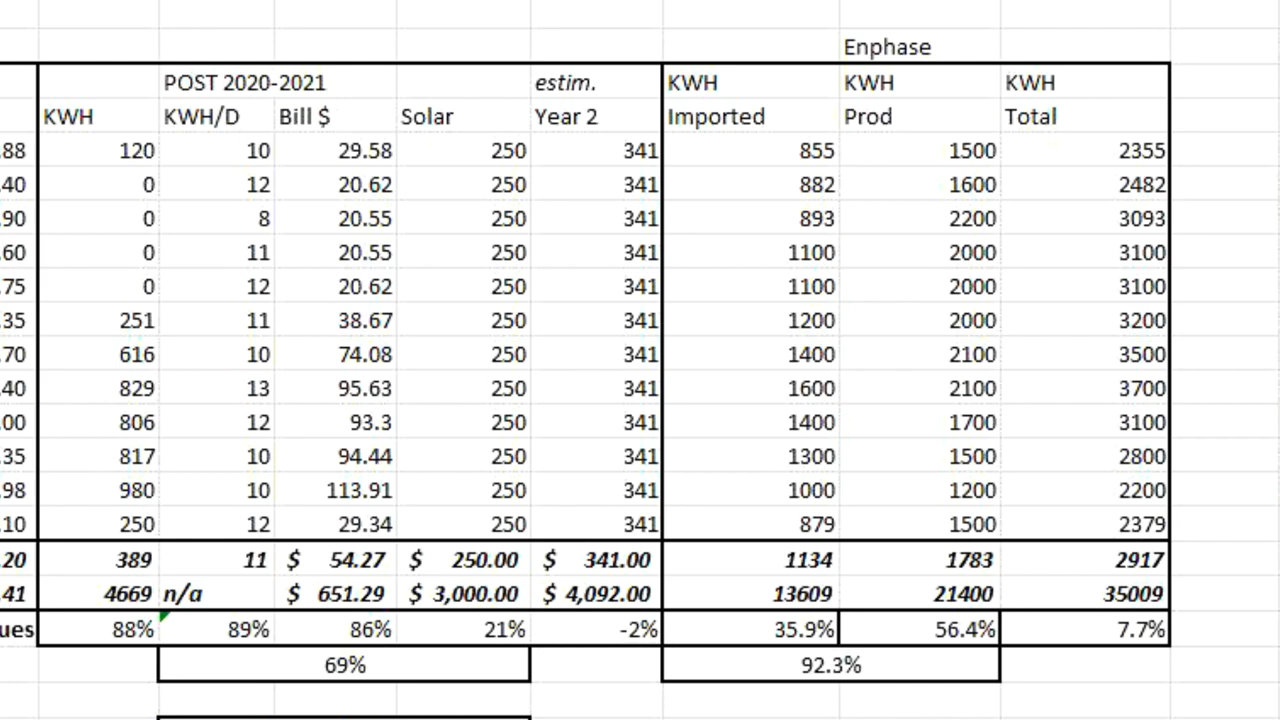 Enphase
POST 2020-2021 estim. KWH KWH KWH
KWH KWH/D Bill $ Solar Year 2 Imported Prod Total
.88 120 10 29.58 250 341 855 1500 2355
.40 0 12 20.62 250 341 882 1600 2482
.90 0 8 20.55 250 341 893 2200 3093
.60 0 11 20.55 250 341 1100 2000 3100
.75 0 12 20.62 250 341 1100 2000 3100
.35 251 11 38.67 250 341 1200 2000 3200
.70 616 10 74.08 250 341 1400 2100 3500
.40 829 13 95.63 250 341 1600 2100 3700
.00 806 12 93.3 250 341 1400 1700 3100
.35 817 10 94.44 250 341 1300 1500 2800
.98 980 10 113.91 250 341 1000 1200 2200
.10 250 12 29.34 250 341 879 1500 2379
.20 389 11 $ 54.27 $ 250.00 $ 341.00 1134 1783 2917
.41 4669 n/a $ 651.29 $ 3,000.00 $ 4,092.00 13609 21400 35009
ues 88% 89% 86% 21% -2% 35.9% 56.4% 7.7%
69% 92.3%